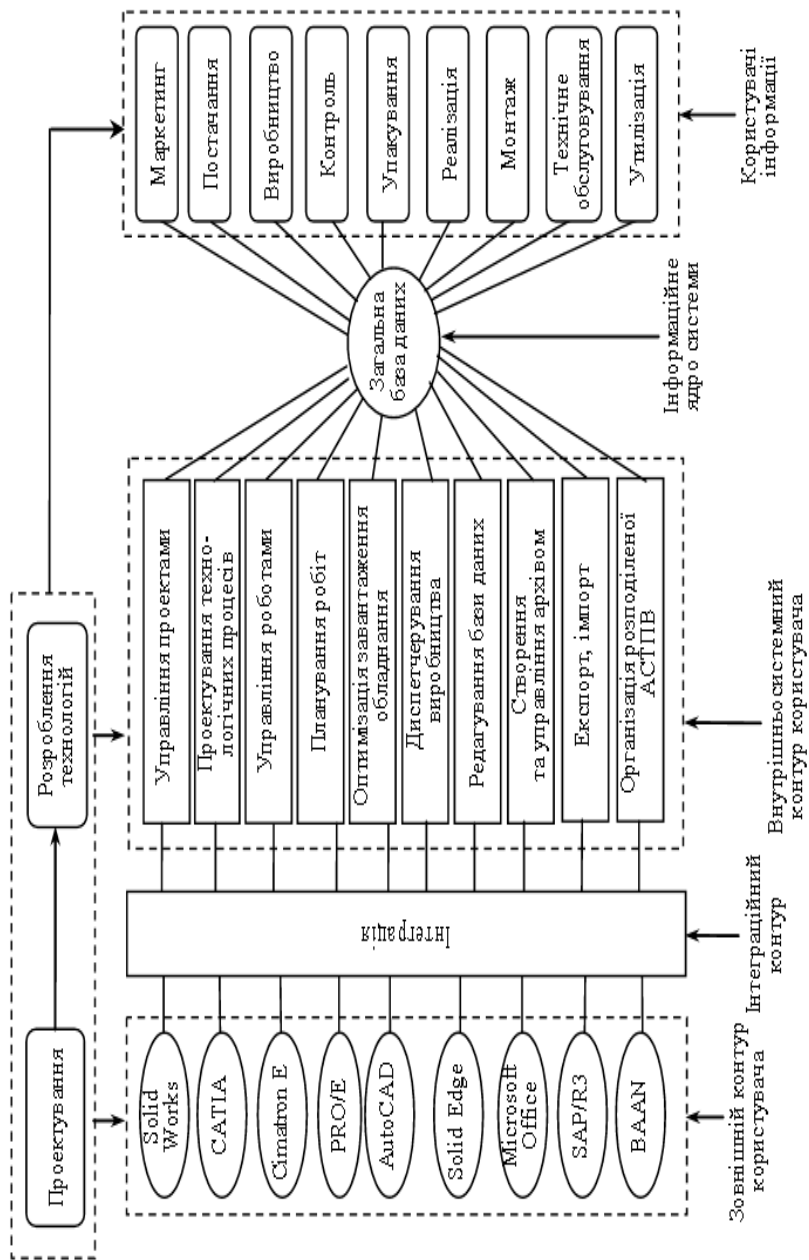 Проектування
Розроблення
технологій
Solid
Works
CATIA
Cimatron E
PRO/E
AutoCAD
Solid Edge
Microsoft
Office
SAP/R3
BAAN
Інтеграція
Управління проектами
Проектування техно-
логічних процесів
Управління роботами
Планування робіт
Оптимізація завантаження
обладнання
Диспетчерування
виробництва
Редагування бази даних
Створення
та управління архівом
Експорт, імпорт
Організація розподіленої
АСТПВ
Загальна
база даних
Маркетинг
Постачання
Виробництво
Контроль
Упакування
Реалізація
Монтаж
Технічне
обслуговування
Утилізація
Зовнішній контур
користувача
Інтеграційний
контур
Внутрішньосистемний
контур користувача
Інформаційне
ядро системи
Користувачі
інформації